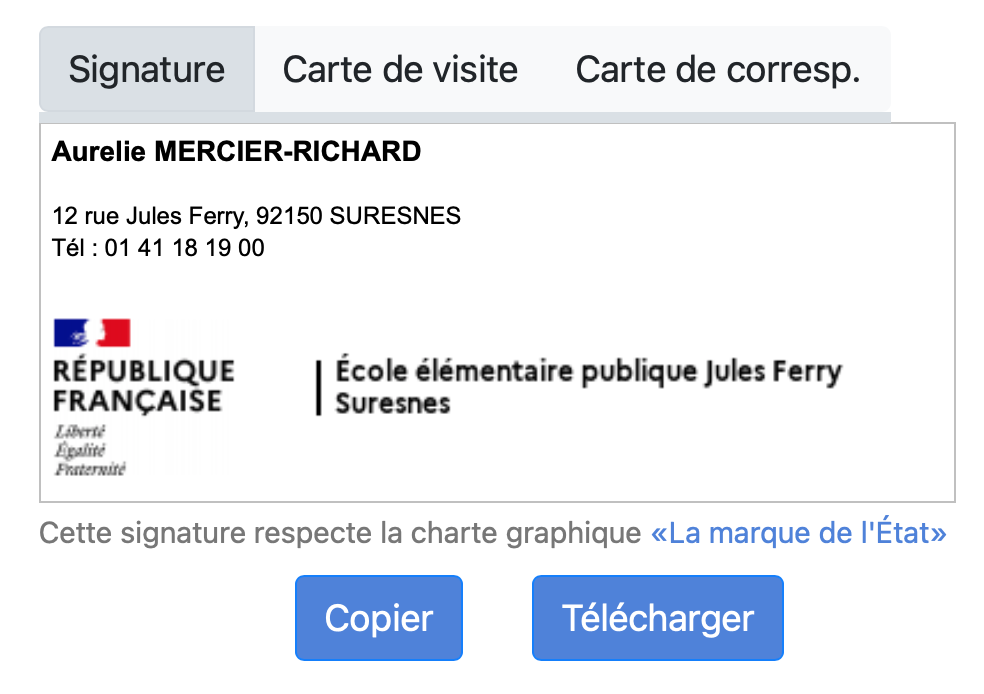 Signature
Carte de visite
Carte de corresp.
Aurelie MERCIER-RICHARD
12 rue Jules Ferry, 92150 SURESNES
Tél : 01 41 18 19 00
RÉPUBLIQUE
FRANÇAISE
Liberté
Égalité
Fraternité
École élémentaire publique Jules Ferry
Suresnes
Cette signature respecte la charte graphique «La marque de l'État»
Copier
Télécharger